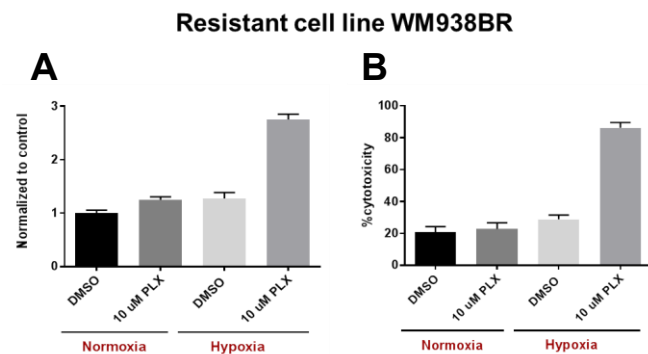 Resistant cell line WM938BR
A
B
Normalized to control
3
2
1
0
DMSO
10 uM PLX
DMSO
10 uM PLX
Normoxia
Hypoxia
%cytotoxicity
100
80
60
40
20
0
DMSO
10 uM PLX
DMSO
10 uM PLX
Normoxia
Hypoxia